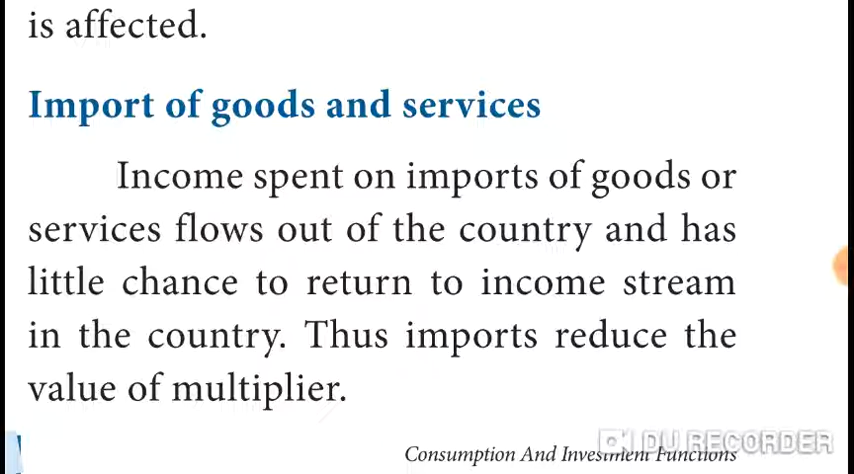 is affected.
Import of goods and services
Income spent on imports of goods or
services flows out of the country and has
little chance to return to income stream
in the country. Thus imports reduce the
value of multiplier.
Consumption And Investment Functions
DU RECORDER